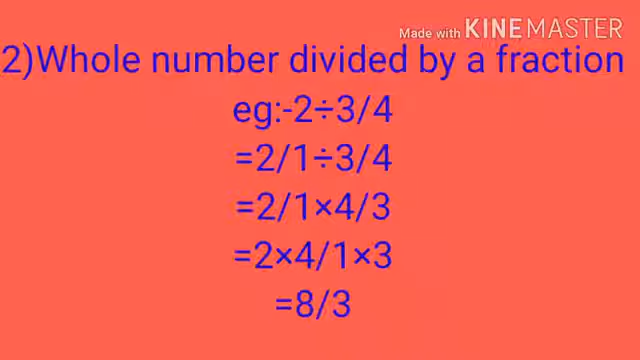 Made with KINEMASTER
2)Whole number divided by a fraction
eg:-2÷3/4
=2/1÷3/4
=2/1×4/3
=2×4/1×3
=8/3